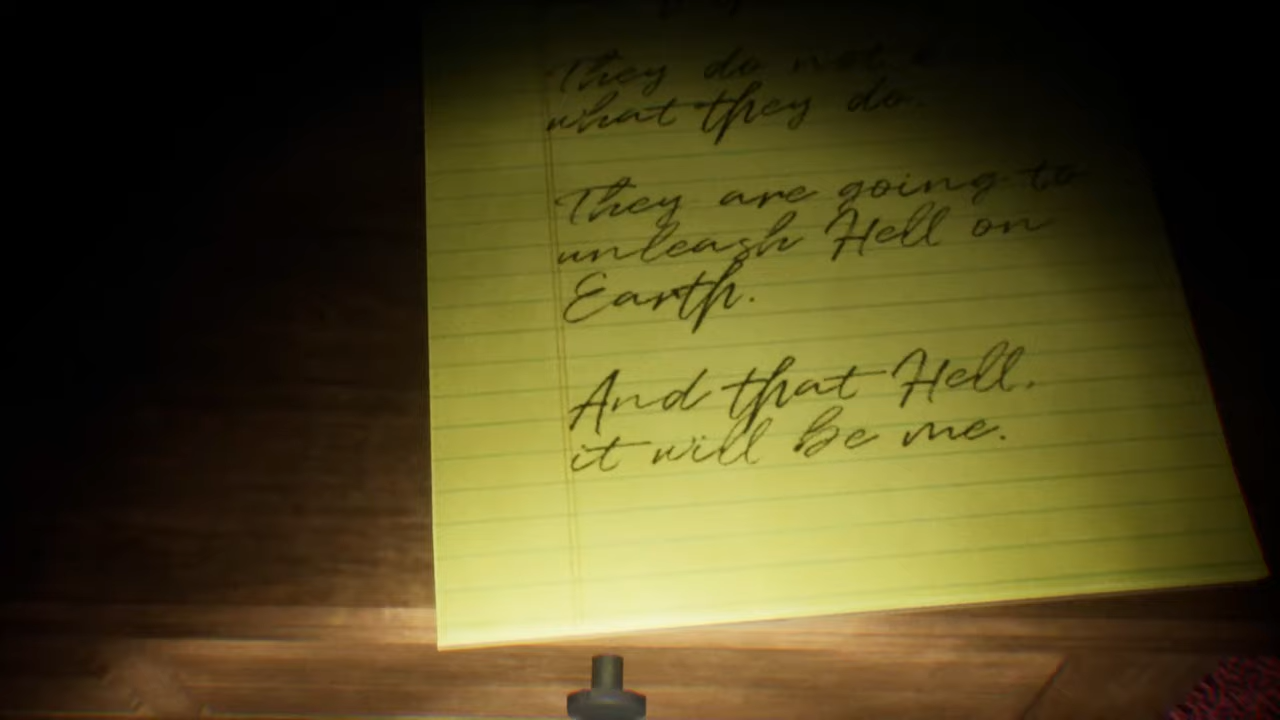 They do not
what they do.
They are going to
unleash Hell on
Earth.
And that Hell,
it will be me.